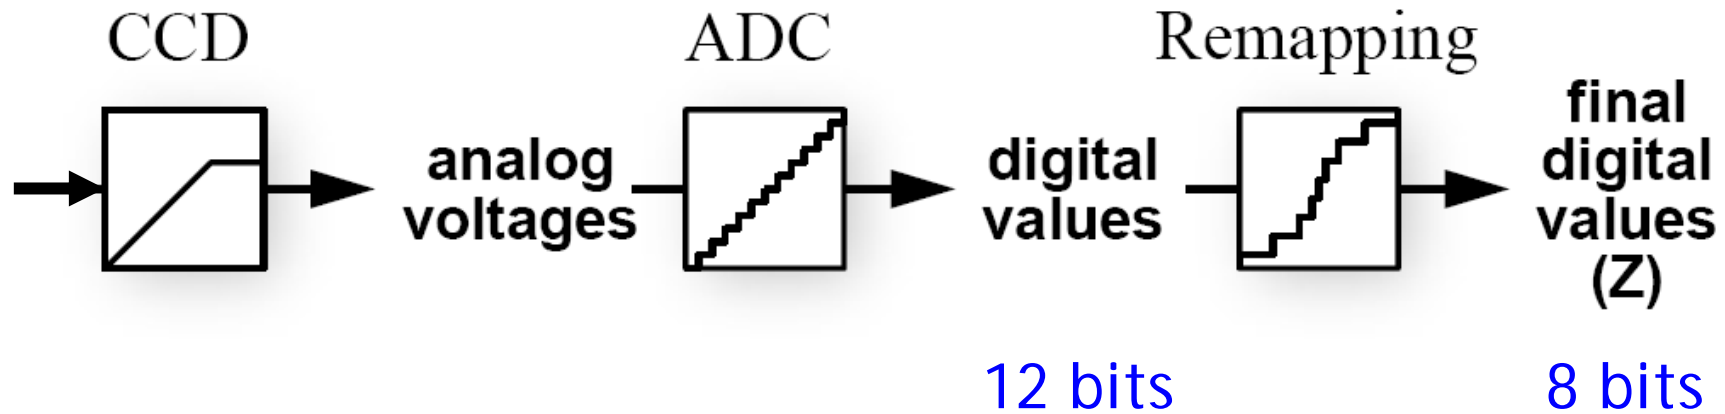 CCD
ADC
Remapping
analog
voltages
digital
values
final
digital
values
(Z)
12 bits
8 bits